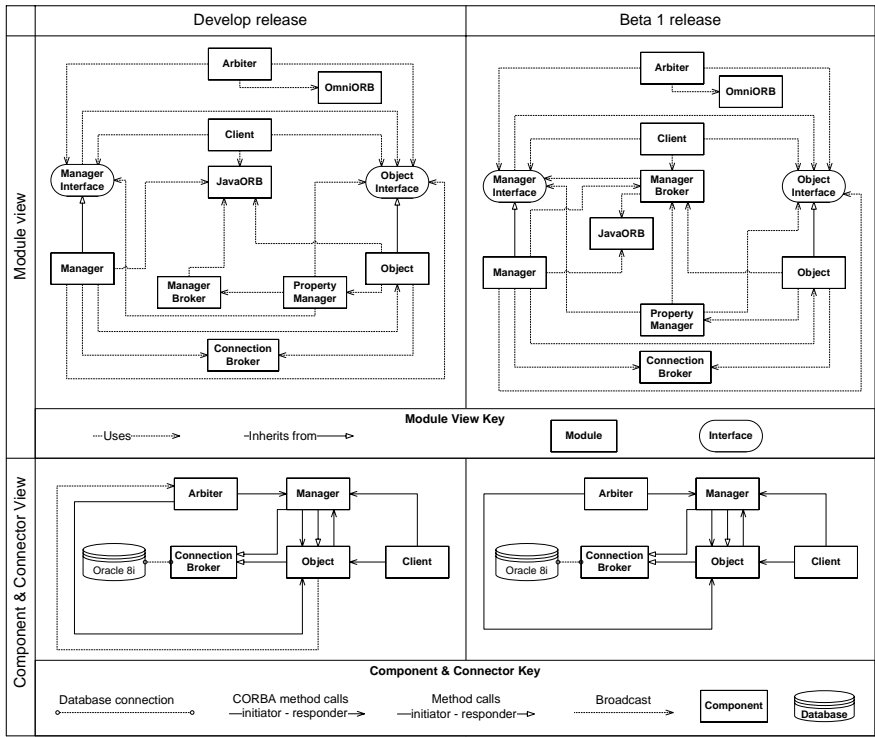 Develop release
Beta 1 release
Module view
Arbiter
OmniORB
Client
Manager
Interface
JavaORB
Object
Interface
Manager
Manager
Broker
Property
Manager
Object
Connection
Broker
Arbiter
OmniORB
Client
Manager
Interface
Manager
Broker
Object
Interface
JavaORB
Manager
Object
Property
Manager
Connection
Broker
Module View Key
Uses
Inherits from
Module
Interface
Component & Connector View
Arbiter
Manager
Oracle 8i
Connection
Broker
Object
Client
Arbiter
Manager
Oracle 8i
Connection
Broker
Object
Client
Component & Connector Key
Database connection
CORBA method calls
initiator - responder
Method calls
initiator - responder
Broadcast
Component
Database